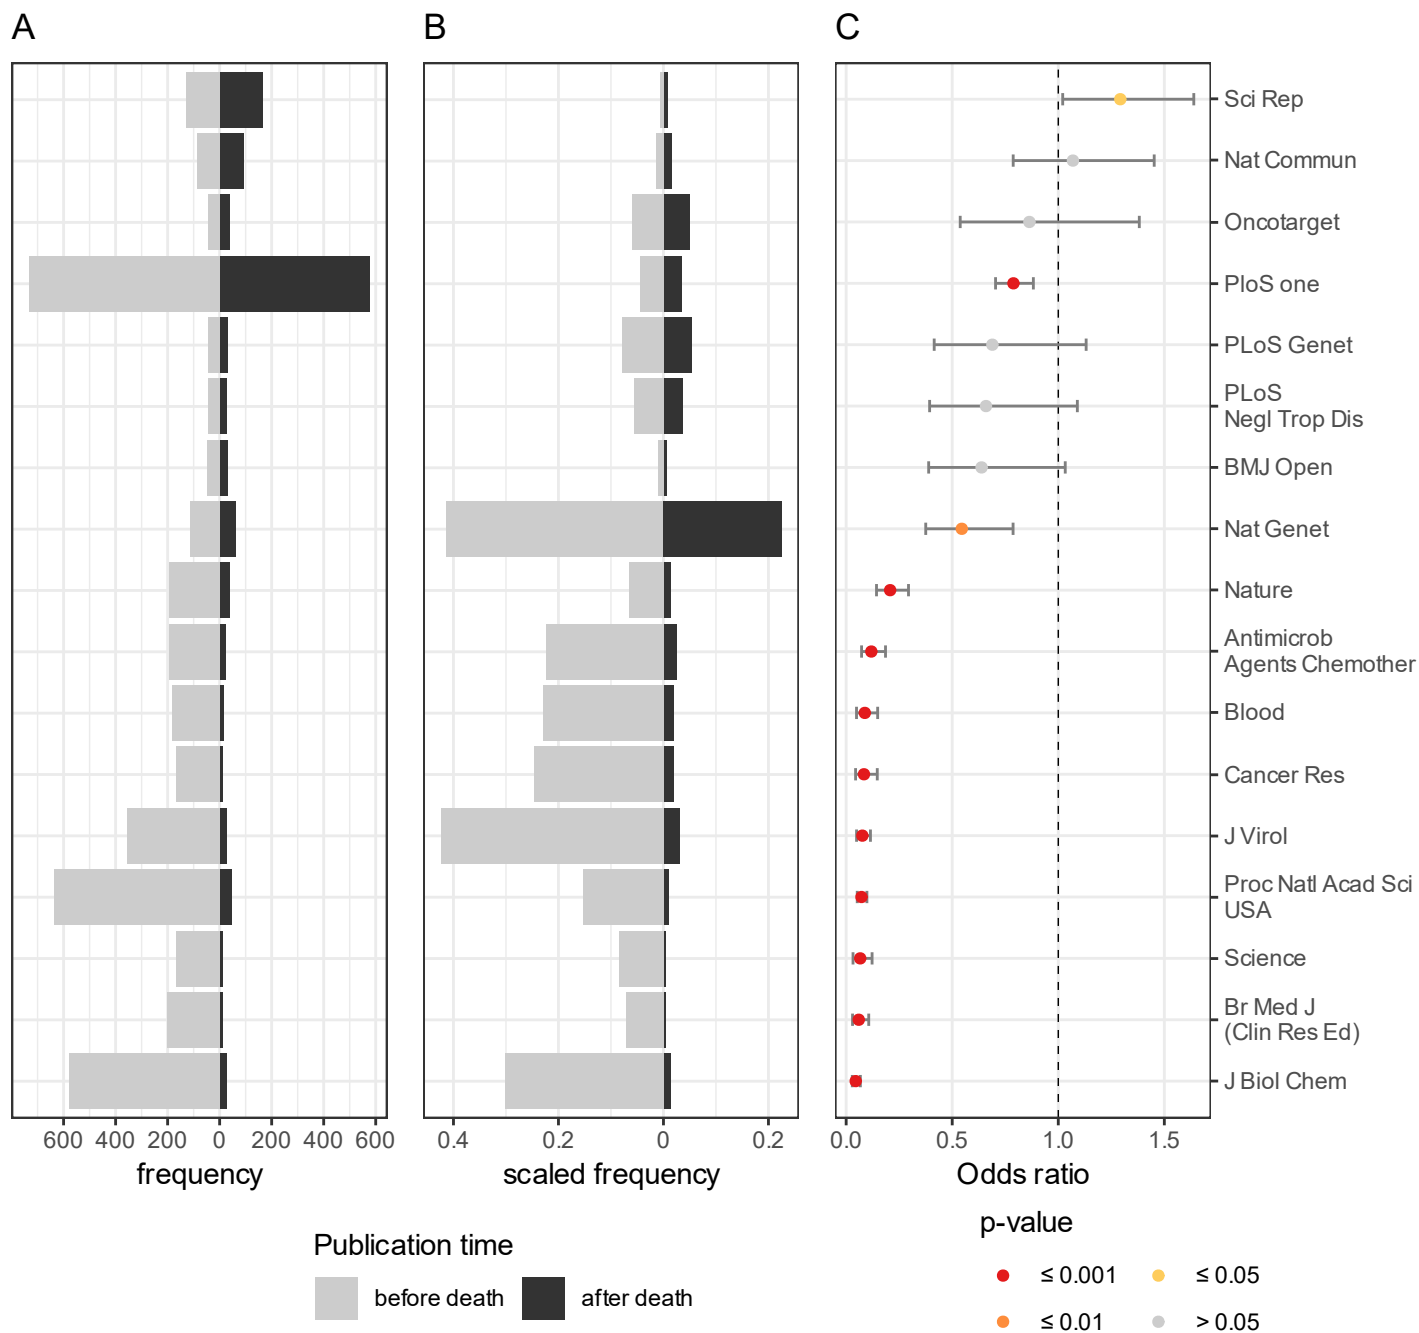 A
B
C
Sci Rep
Nat Commun
Oncotarget
PloS one
PLoS Genet
PLoS
Negl Trop Dis
BMJ Open
Nat Genet
Nature
Antimicrob
Agents Chemother
Blood
Cancer Res
J Virol
Proc Natl Acad Sci
USA
Science
Br Med J
(Clin Res Ed)
J Biol Chem
600 400 200 0 200 400 600
0.4 0.2 0 0.2
0.0 0.5 1.0 1.5
frequency
scaled frequency
Odds ratio
Publication time
before death
after death
p-value
≤ 0.001
≤ 0.05
≤ 0.01
> 0.05